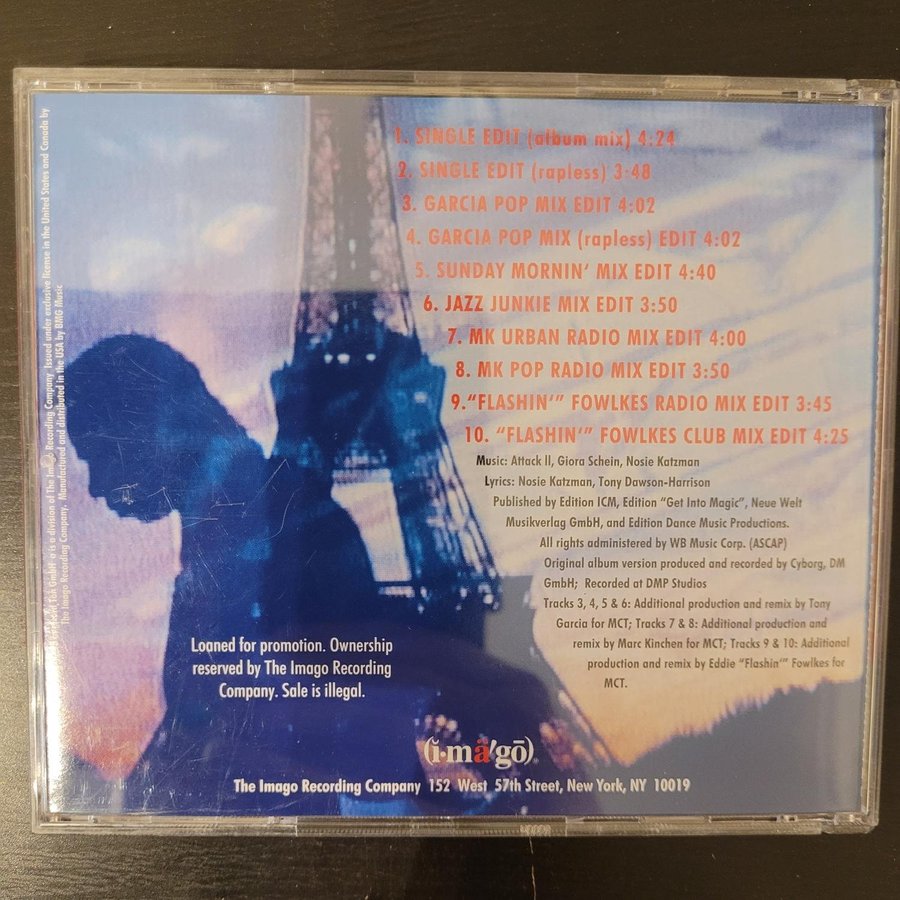 1. SINGLE EDIT (album mix) 4:24
2. SINGLE EDIT (rapless) 3:48
3. GARCIA POP MIX EDIT 4:02
4. GARCIA POP MIX (rapless) EDIT 4:02
5. SUNDAY MORNIN' MIX EDIT 4:40
6. JAZZ JUNKIE MIX EDIT 3:50
7. MK URBAN RADIO MIX EDIT 4:00
8. MK POP RADIO MIX EDIT 3:50
9."FLASHIN'" FOWLKES RADIO MIX EDIT 3:45
10. "FLASHIN'" FOWLKES CLUB MIX EDIT 4:25
Music: Attack II, Giora Schein, Nosie Katzman
Lyrics: Nosie Katzman, Tony Dawson-Harrison
Published by Edition ICM, Edition "Get Into Magic", Neue Welt
Musikverlag GmbH, and Edition Dance Music Productions.
All rights administered by WB Music Corp. (ASCAP)
Original album version produced and recorded by Cyborg, DM
GmbH; Recorded at DMP Studios
Tracks 3, 4, 5 & 6: Additional production and remix by Tony
Garcia for MCT; Tracks 7 & 8: Additional production and
remix by Marc Kinchen for MCT; Tracks 9 & 10: Additional
production and remix by Eddie "Flashin'" Fowlkes for
MCT.
Loaned for promotion. Ownership
reserved by The Imago Recording
Company. Sale is illegal.
(ĭ·mä′gō)
The Imago Recording Company 152 West 57th Street, New York, NY 10019
GmbH a is a division of The Imago Recording Company Issued under exclusive license in the United States and Canada by
The Imago Recording Company. Manufactured and distributed in the USA by BMG Music